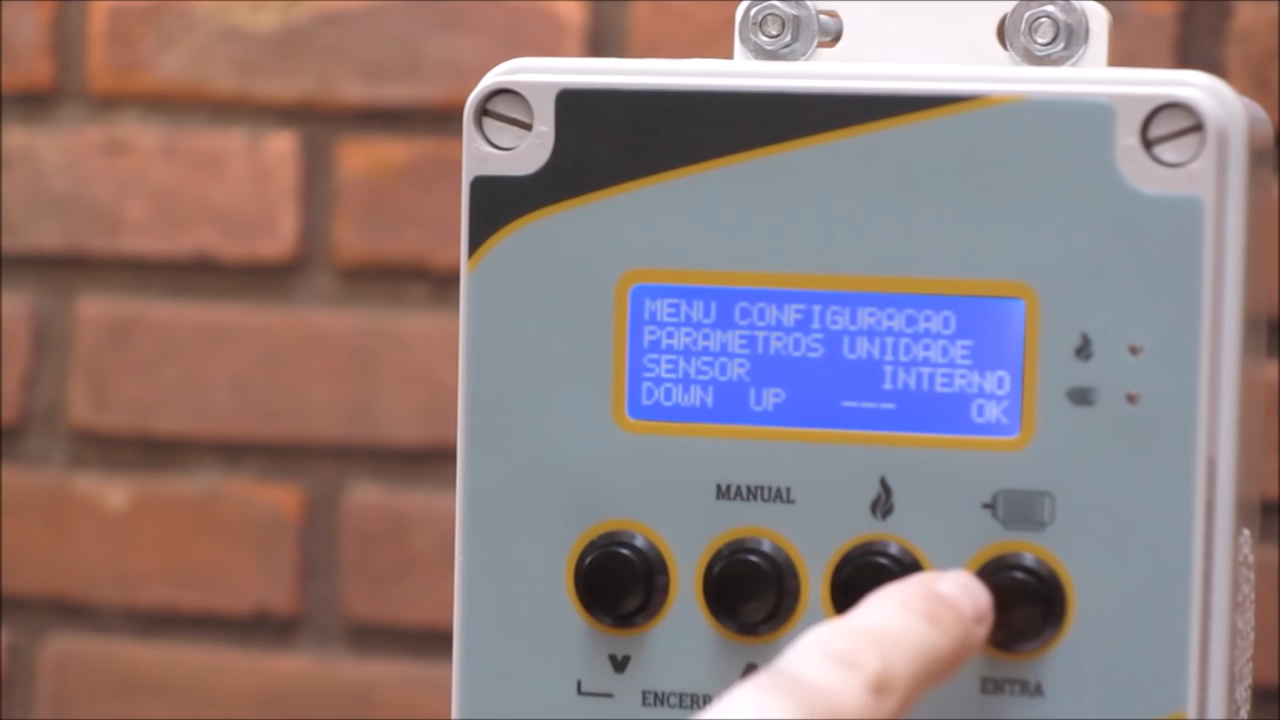 MENU CONFIGURACAO
PARAMETROS UNIDADE
SENSOR INTERNO
DOWN UP --- OK
MANUAL
ENTRA